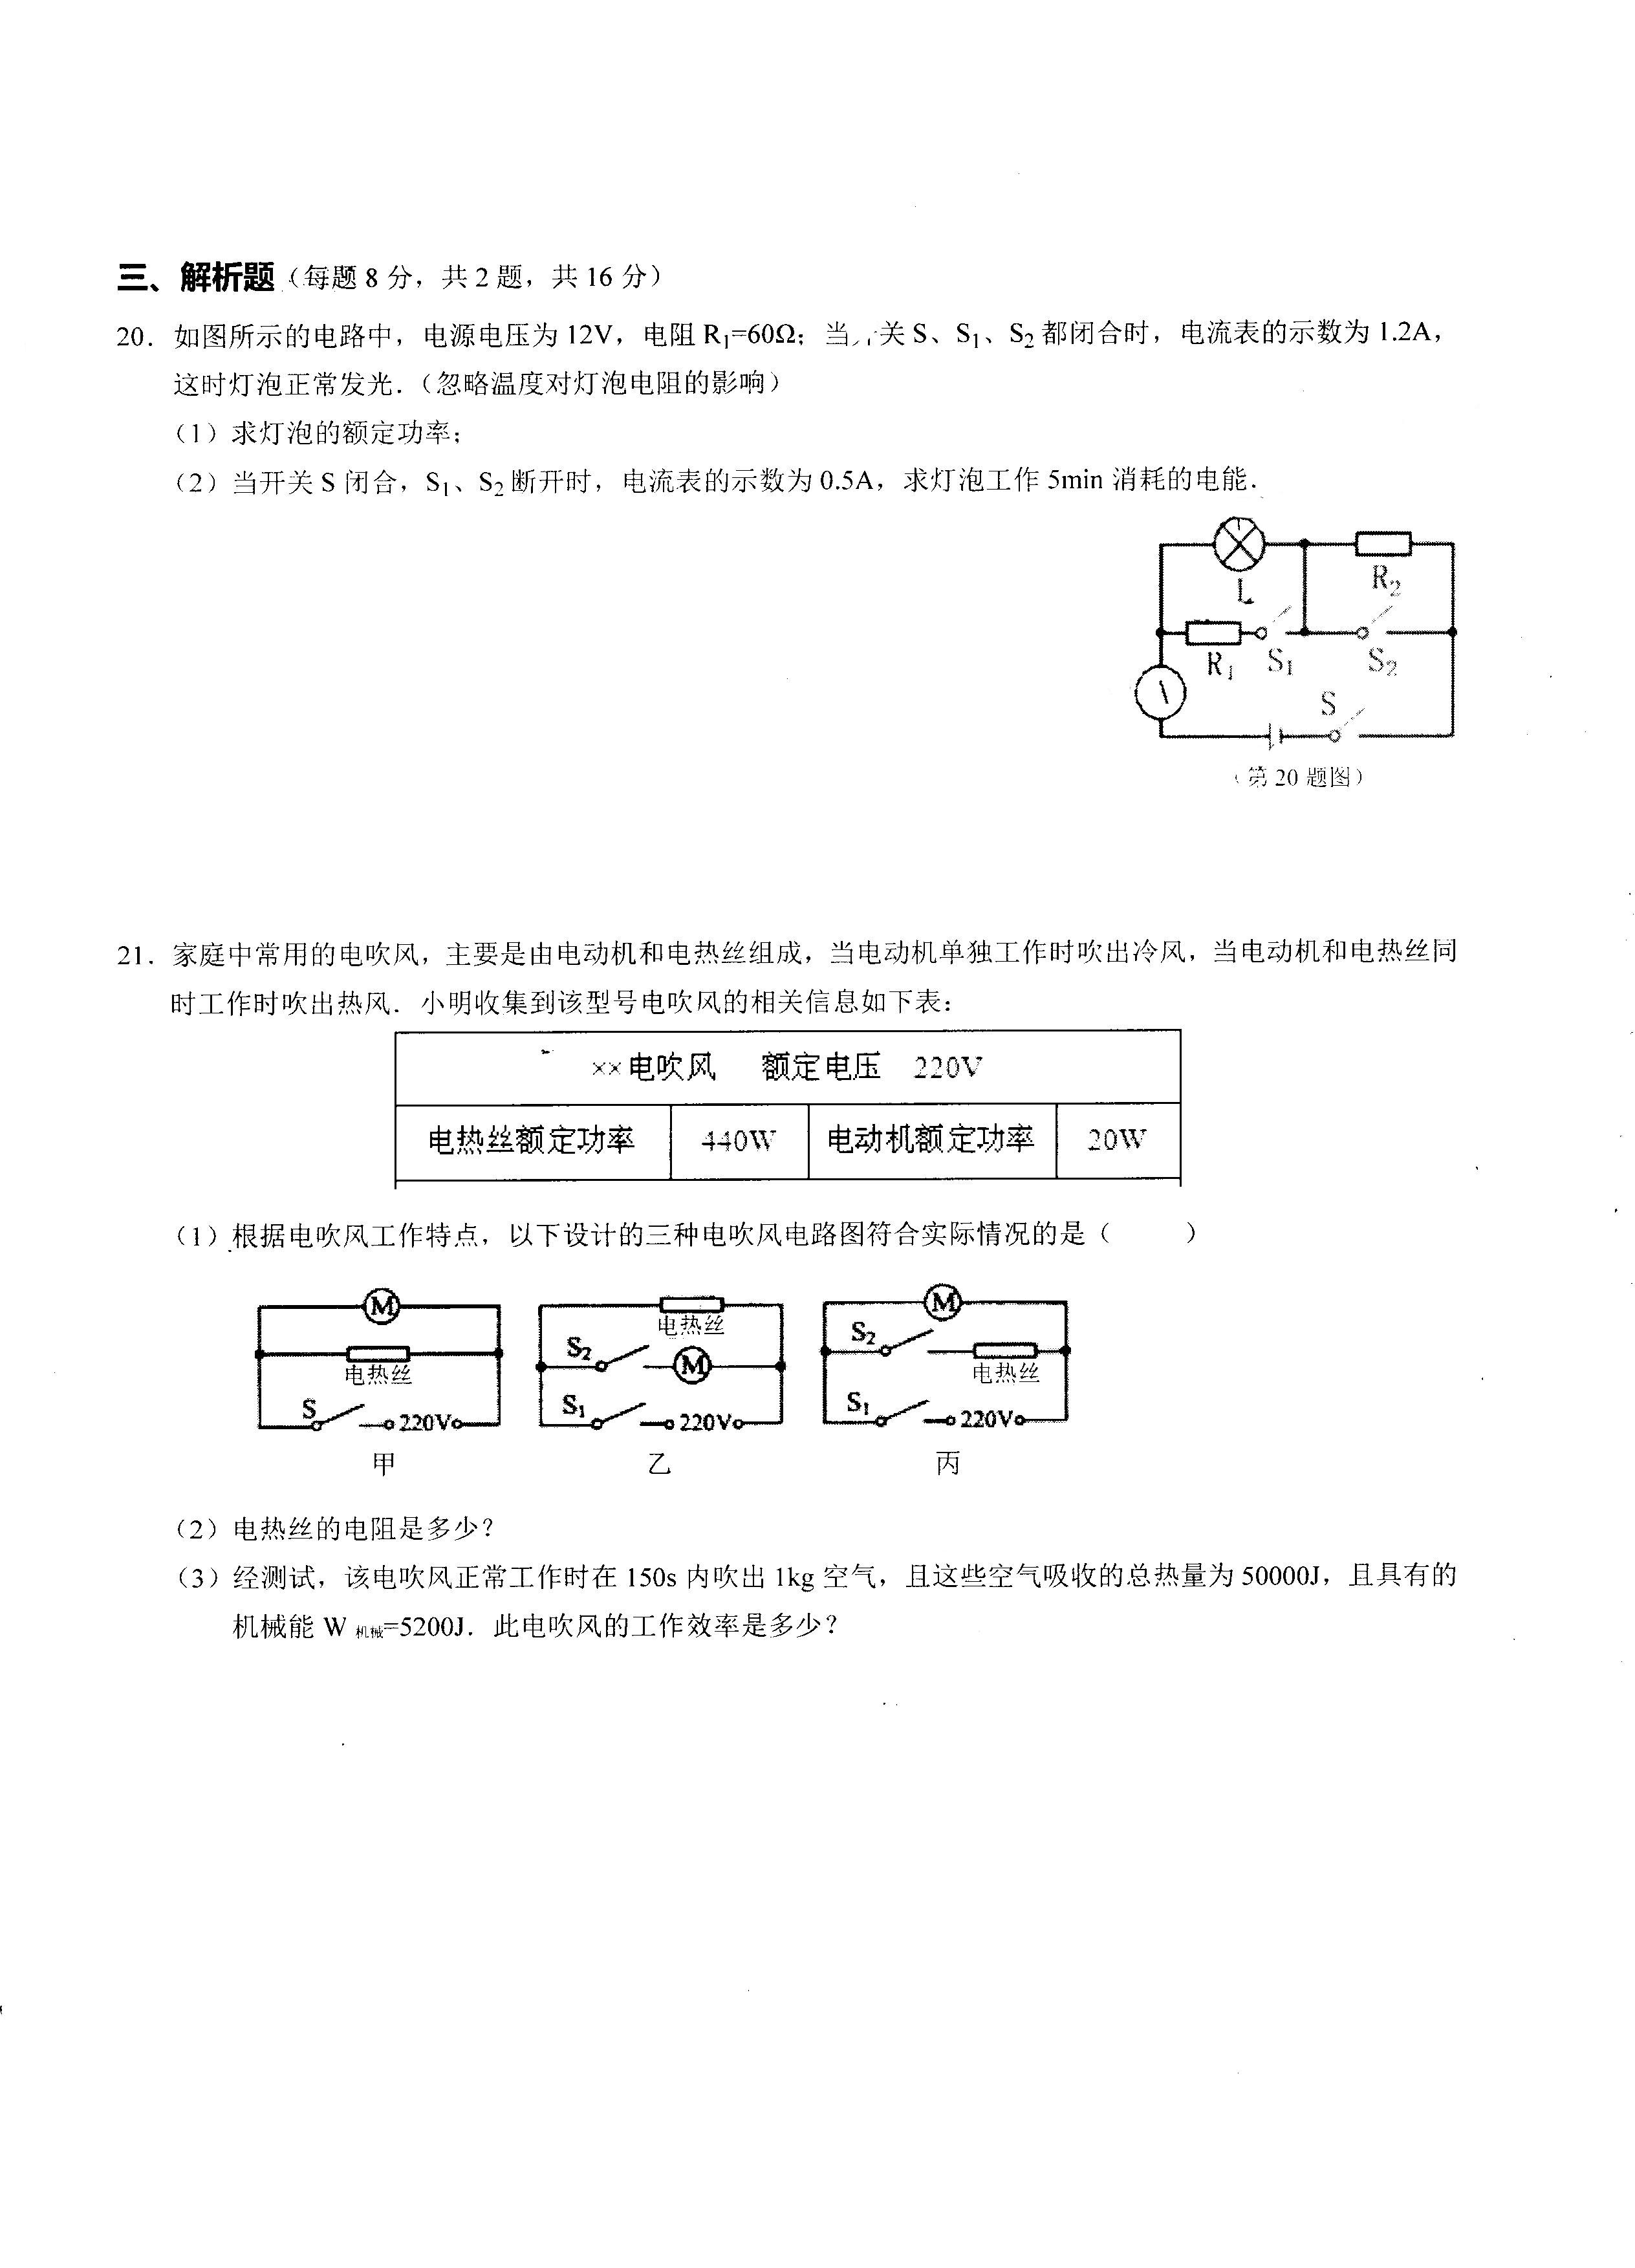 三、解析题（每题 8 分，共 2 题，共 16 分）
20．如图所示的电路中，电源电压为 12V，电阻 R₁=60Ω；当 关 S、S₁、S₂ 都闭合时，电流表的示数为 1.2A，
这时灯泡正常发光．（忽略温度对灯泡电阻的影响）
（1）求灯泡的额定功率；
（2）当开关 S 闭合，S₁、S₂ 断开时，电流表的示数为 0.5A，求灯泡工作 5min 消耗的电能．
L
R₂
R₁ S₁ S₂
S
（第 20 题图）
21．家庭中常用的电吹风，主要是由电动机和电热丝组成，当电动机单独工作时吹出冷风，当电动机和电热丝同
时工作时吹出热风．小明收集到该型号电吹风的相关信息如下表：
××电吹风 额定电压 220V
电热丝额定功率 440W 电动机额定功率 20W
（1）根据电吹风工作特点，以下设计的三种电吹风电路图符合实际情况的是（ ）
M
电热丝
S 220V
甲
电热丝
S₂ M
S₁ 220V
乙
M
S₂
电热丝
S₁ 220V
丙
（2）电热丝的电阻是多少？
（3）经测试，该电吹风正常工作时在 150s 内吹出 1kg 空气，且这些空气吸收的总热量为 50000J，且具有的
机械能 W 机械=5200J．此电吹风的工作效率是多少？